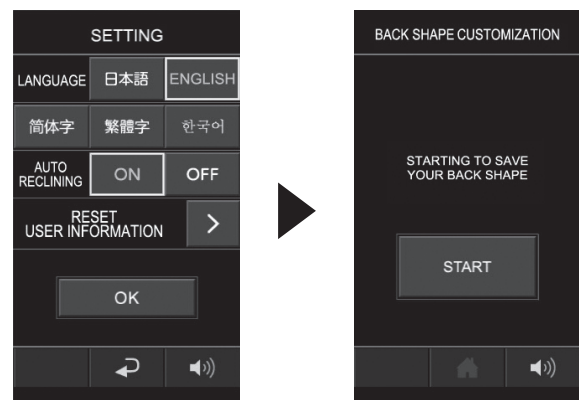 SETTING
LANGUAGE 日本語 ENGLISH
简体字 繁體字 한국어
AUTO
RECLINING ON OFF
RESET
USER INFORMATION
OK
BACK SHAPE CUSTOMIZATION
STARTING TO SAVE
YOUR BACK SHAPE
START